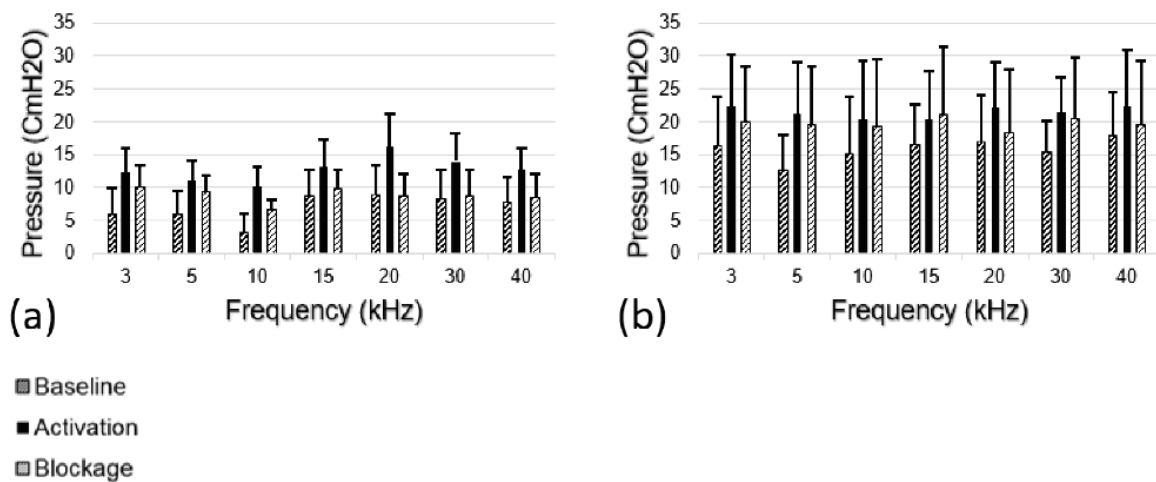 35
30
25
20
15
10
5
0
Pressure (CmH2O)
3 5 10 15 20 30 40
Frequency (kHz)
(a)
35
30
25
20
15
10
5
0
Pressure (CmH2O)
3 5 10 15 20 30 40
Frequency (kHz)
(b)
Baseline
Activation
Blockage